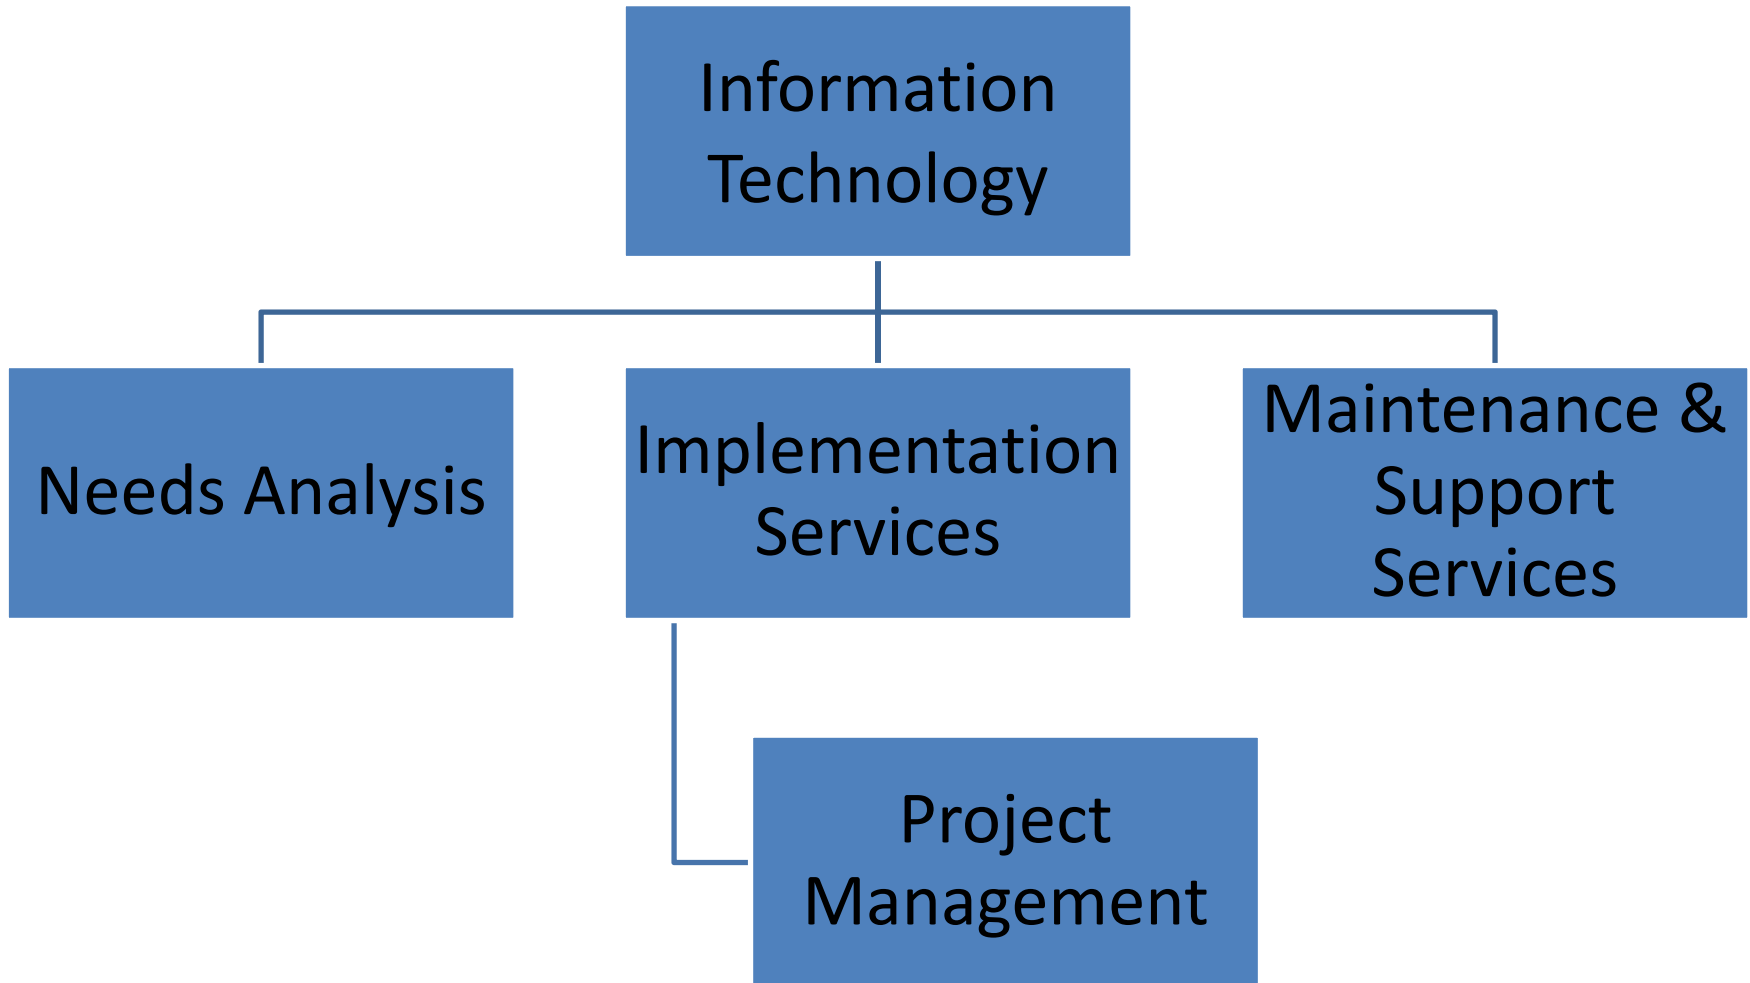 Information
Technology
Needs Analysis
Implementation
Services
Maintenance &
Support
Services
Project
Management